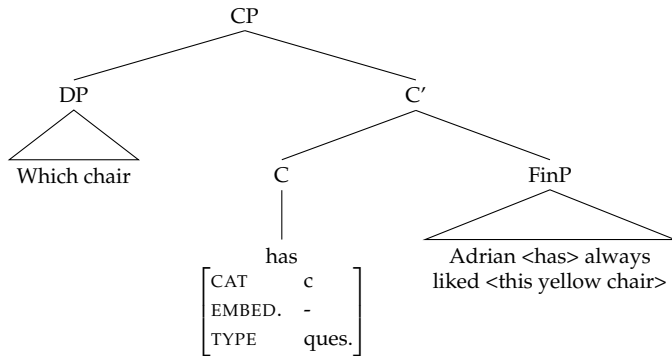 CP
DP
C’
Which chair
C
FinP
has
CAT c
EMBED. -
TYPE ques.
Adrian <has> always
liked <this yellow chair>